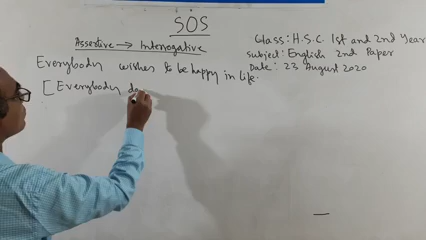 SOS
Assertive → Interrogative
Class: H.S.C. 1st and 2nd Year
Subject: English 2nd Paper
Date: 23 August 2020
Everybody wishes to be happy in life.
[Everybody do